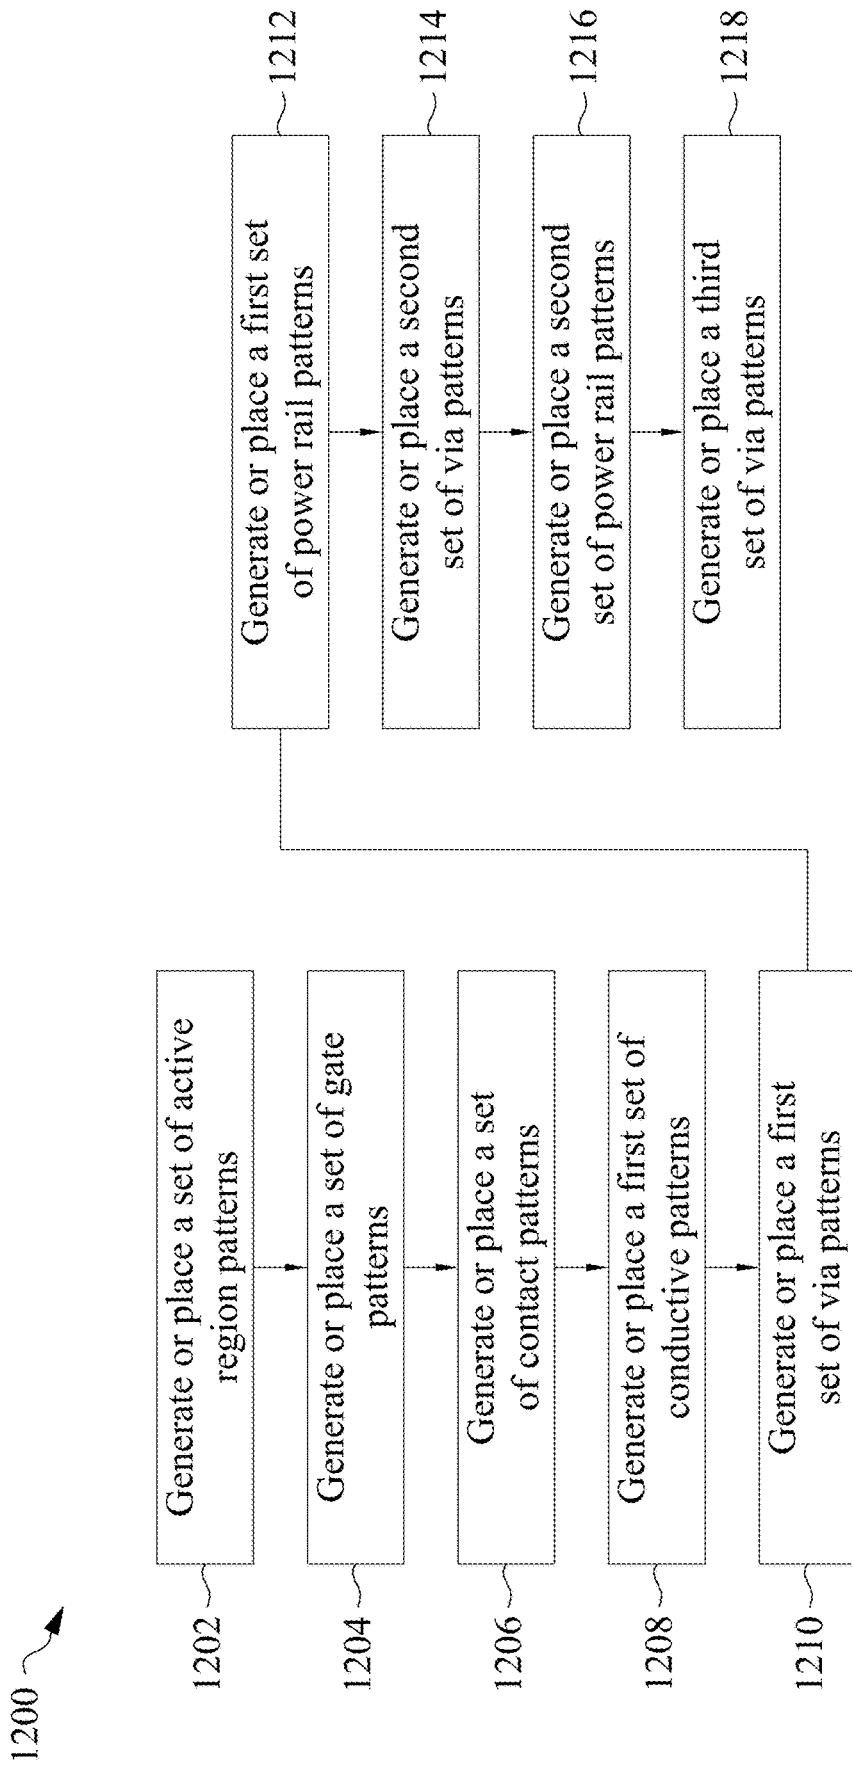 1200
1202
Generate or place a set of active
region patterns
1204
Generate or place a set of gate
patterns
1206
Generate or place a set
of contact patterns
1208
Generate or place a first set of
conductive patterns
1210
Generate or place a first
set of via patterns
1212
Generate or place a first set
of power rail patterns
1214
Generate or place a second
set of via patterns
1216
Generate or place a second
set of power rail patterns
1218
Generate or place a third
set of via patterns